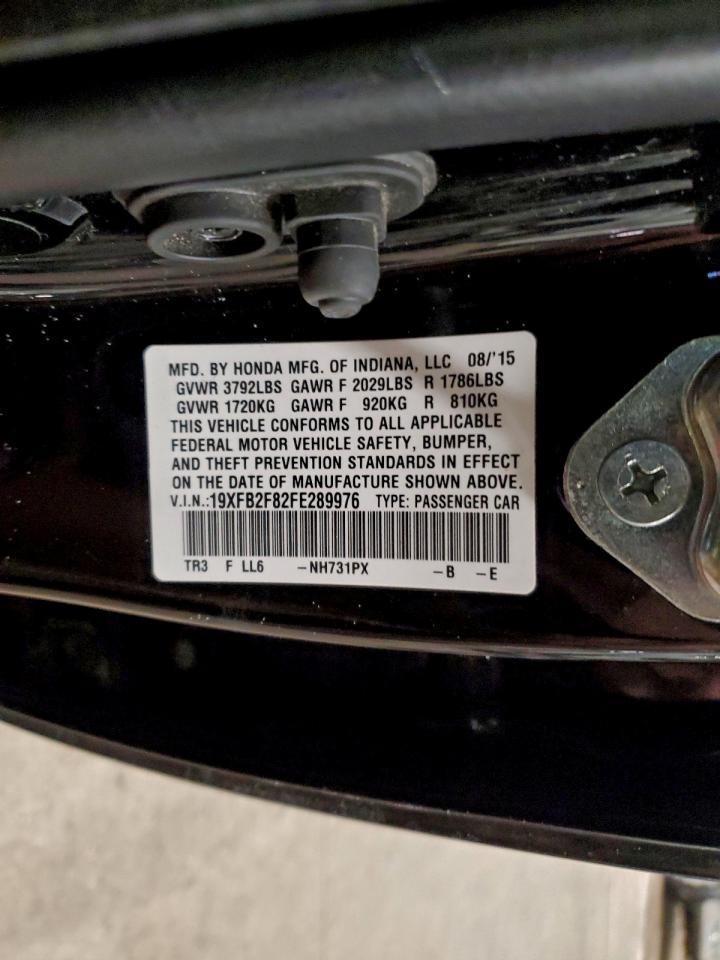 MFD. BY HONDA MFG. OF INDIANA, LLC 08/'15
GVWR 3792LBS GAWR F 2029LBS R 1786LBS
GVWR 1720KG GAWR F 920KG R 810KG
THIS VEHICLE CONFORMS TO ALL APPLICABLE
FEDERAL MOTOR VEHICLE SAFETY, BUMPER,
AND THEFT PREVENTION STANDARDS IN EFFECT
ON THE DATE OF MANUFACTURE SHOWN ABOVE.
V.I.N.:19XFB2F82FE289976 TYPE: PASSENGER CAR
TR3 F LL6 -NH731PX -B -E